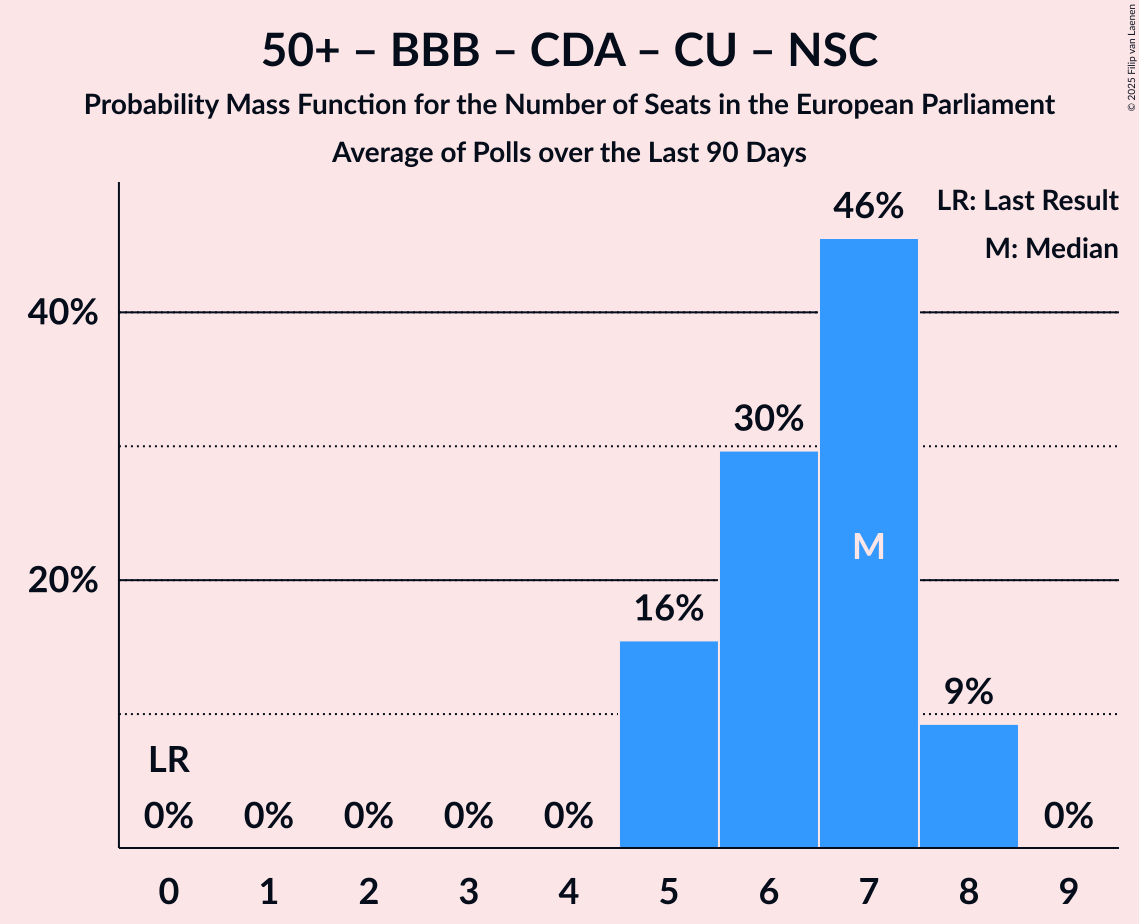 50+ – BBB – CDA – CU – NSC
Probability Mass Function for the Number of Seats in the European Parliament
Average of Polls over the Last 90 Days
© 2025 Filip van Laenen
LR: Last Result
M: Median
46%
40%
30%
M
20%
16%
9%
LR
0% 0% 0% 0% 0% 0%
0 1 2 3 4 5 6 7 8 9